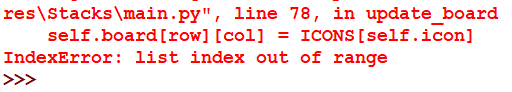 res\Stacks\main.py", line 78, in update_board
self.board[row][col] = ICONS[self.icon]
IndexError: list index out of range
>>>